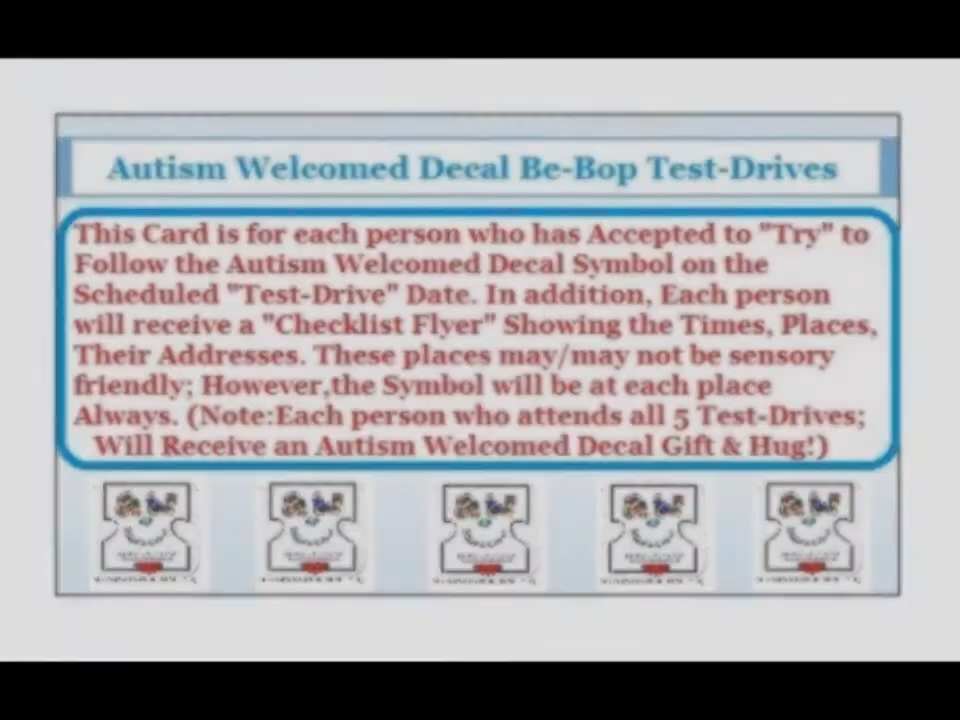 Autism Welcomed Decal Be-Bop Test-Drives
This Card is for each person who has Accepted to "Try" to
Follow the Autism Welcomed Decal Symbol on the
Scheduled "Test-Drive" Date. In addition, Each person
will receive a "Checklist Flyer" Showing the Times, Places,
Their Addresses. These places may/may not be sensory
friendly; However,the Symbol will be at each place
Always. (Note:Each person who attends all 5 Test-Drives;
Will Receive an Autism Welcomed Decal Gift & Hug!)